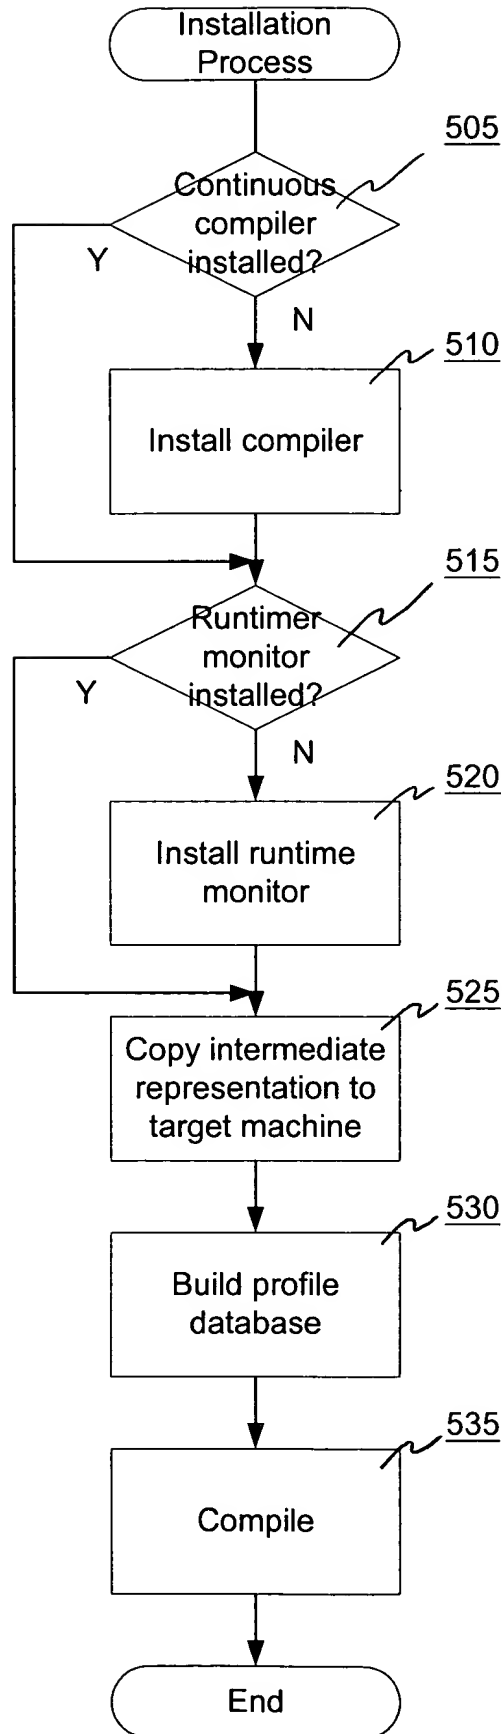 Installation
Process
505
Continuous
compiler
installed?
Y
N
510
Install compiler
515
Runtimer
monitor
installed?
Y
N
520
Install runtime
monitor
525
Copy intermediate
representation to
target machine
530
Build profile
database
535
Compile
End